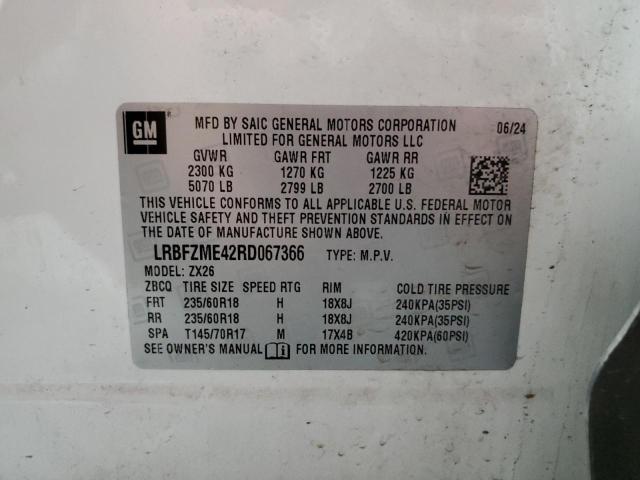 GM
MFD BY SAIC GENERAL MOTORS CORPORATION 06/24
LIMITED FOR GENERAL MOTORS LLC
GVWR GAWR FRT GAWR RR
2300 KG 1270 KG 1225 KG
5070 LB 2799 LB 2700 LB
THIS VEHICLE CONFORMS TO ALL APPLICABLE U.S. FEDERAL MOTOR
VEHICLE SAFETY AND THEFT PREVENTION STANDARDS IN EFFECT ON
THE DATE OF MANUFACTURE SHOWN ABOVE.
LRBFZME42RD067366 TYPE: M.P.V.
MODEL: ZX26
ZBCQ TIRE SIZE SPEED RTG RIM COLD TIRE PRESSURE
FRT 235/60R18 H 18X8J 240KPA(35PSI)
RR 235/60R18 H 18X8J 240KPA(35PSI)
SPA T145/70R17 M 17X4B 420KPA(60PSI)
SEE OWNER'S MANUAL FOR MORE INFORMATION.